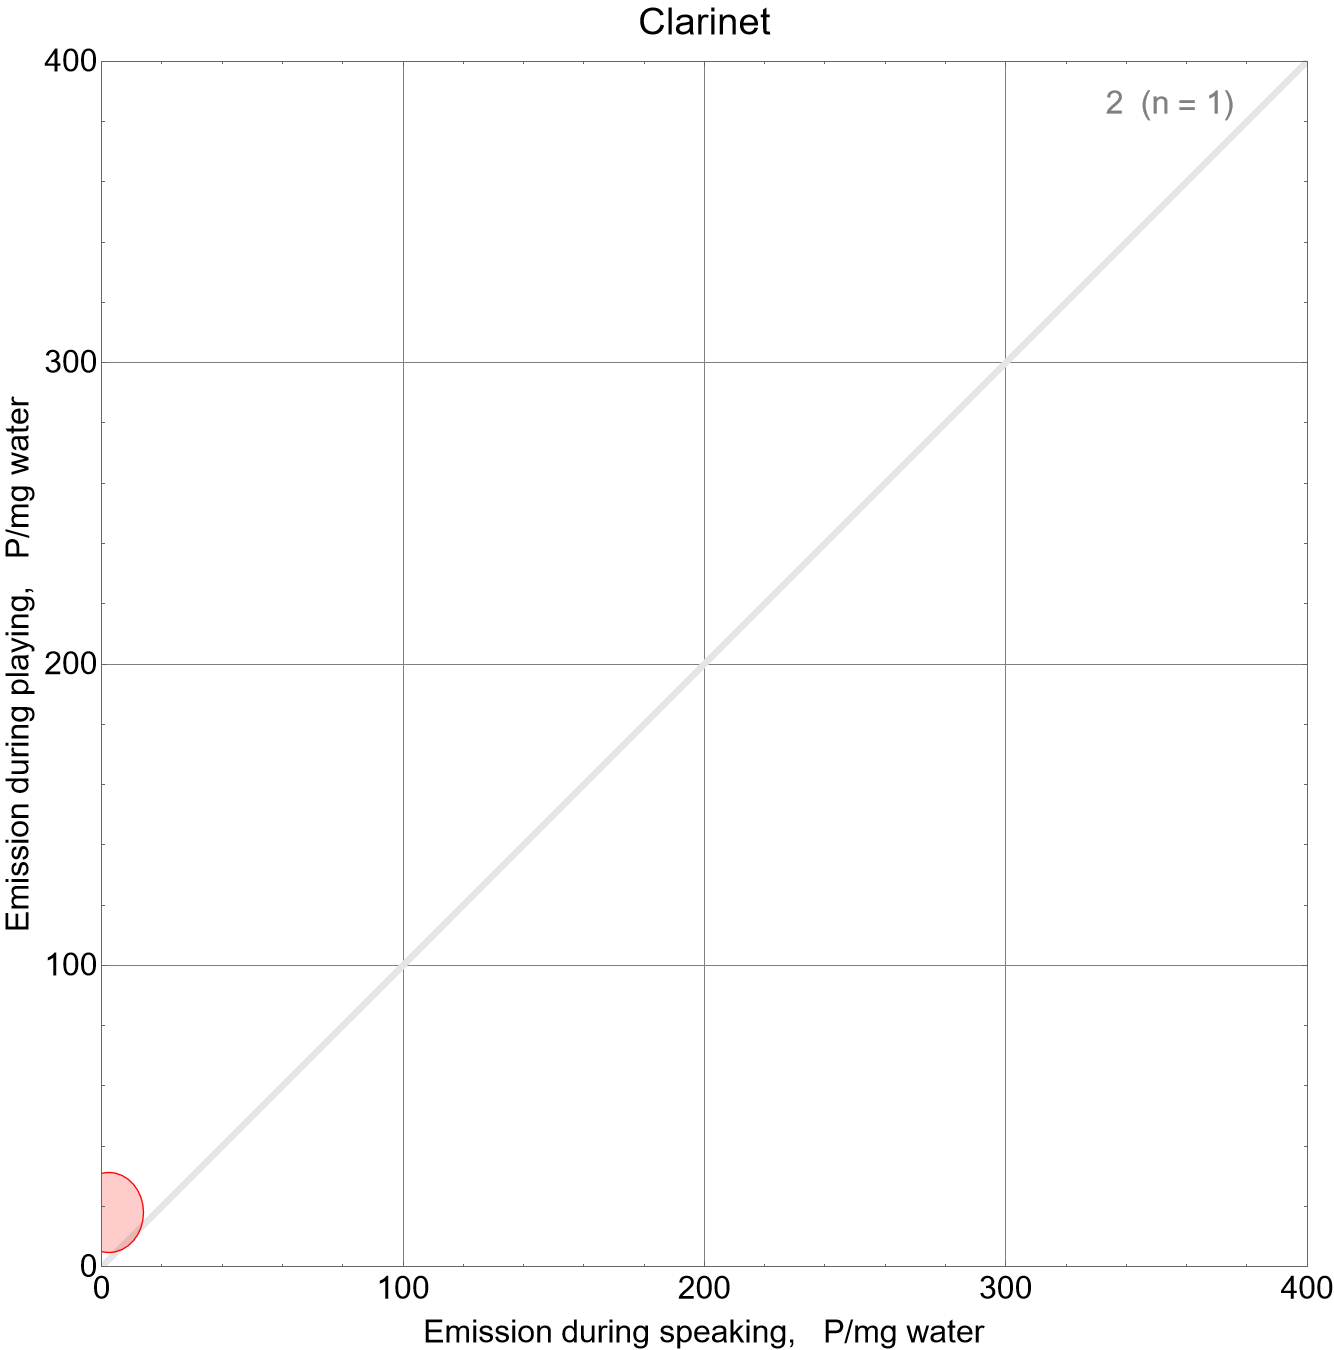 Clarinet
2 (n = 1)
400
300
200
100
0
Emission during playing, P/mg water
0 100 200 300 400
Emission during speaking, P/mg water